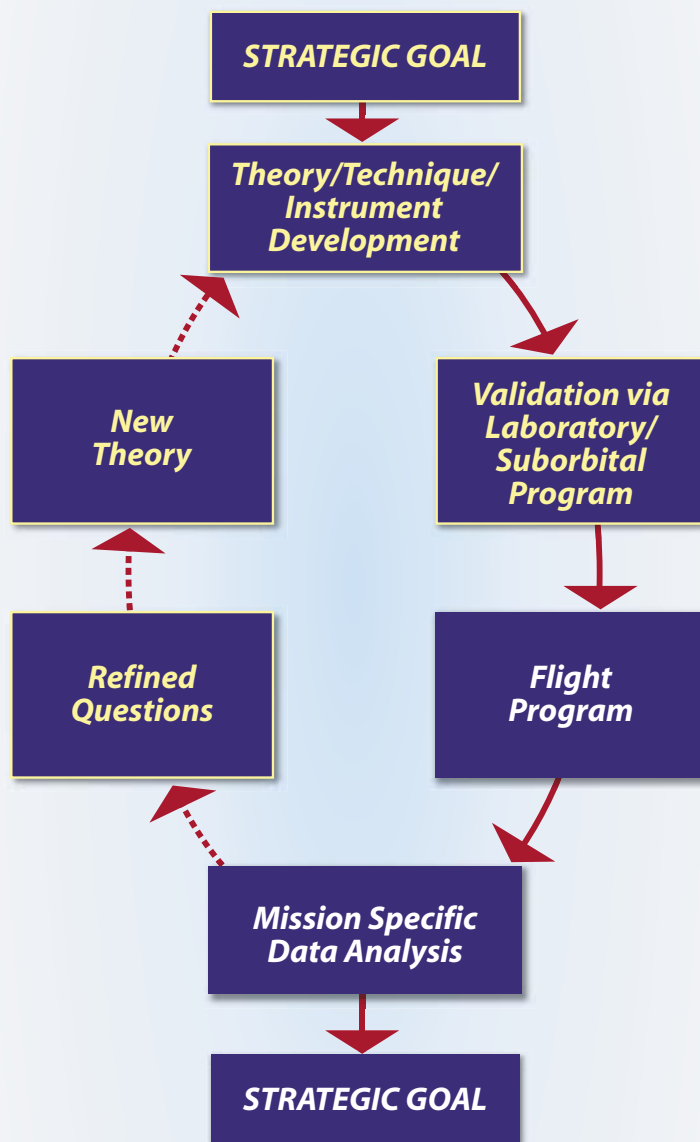 STRATEGIC GOAL
Theory/Technique/
Instrument
Development
New
Theory
Validation via
Laboratory/
Suborbital
Program
Refined
Questions
Flight
Program
Mission Specific
Data Analysis
STRATEGIC GOAL